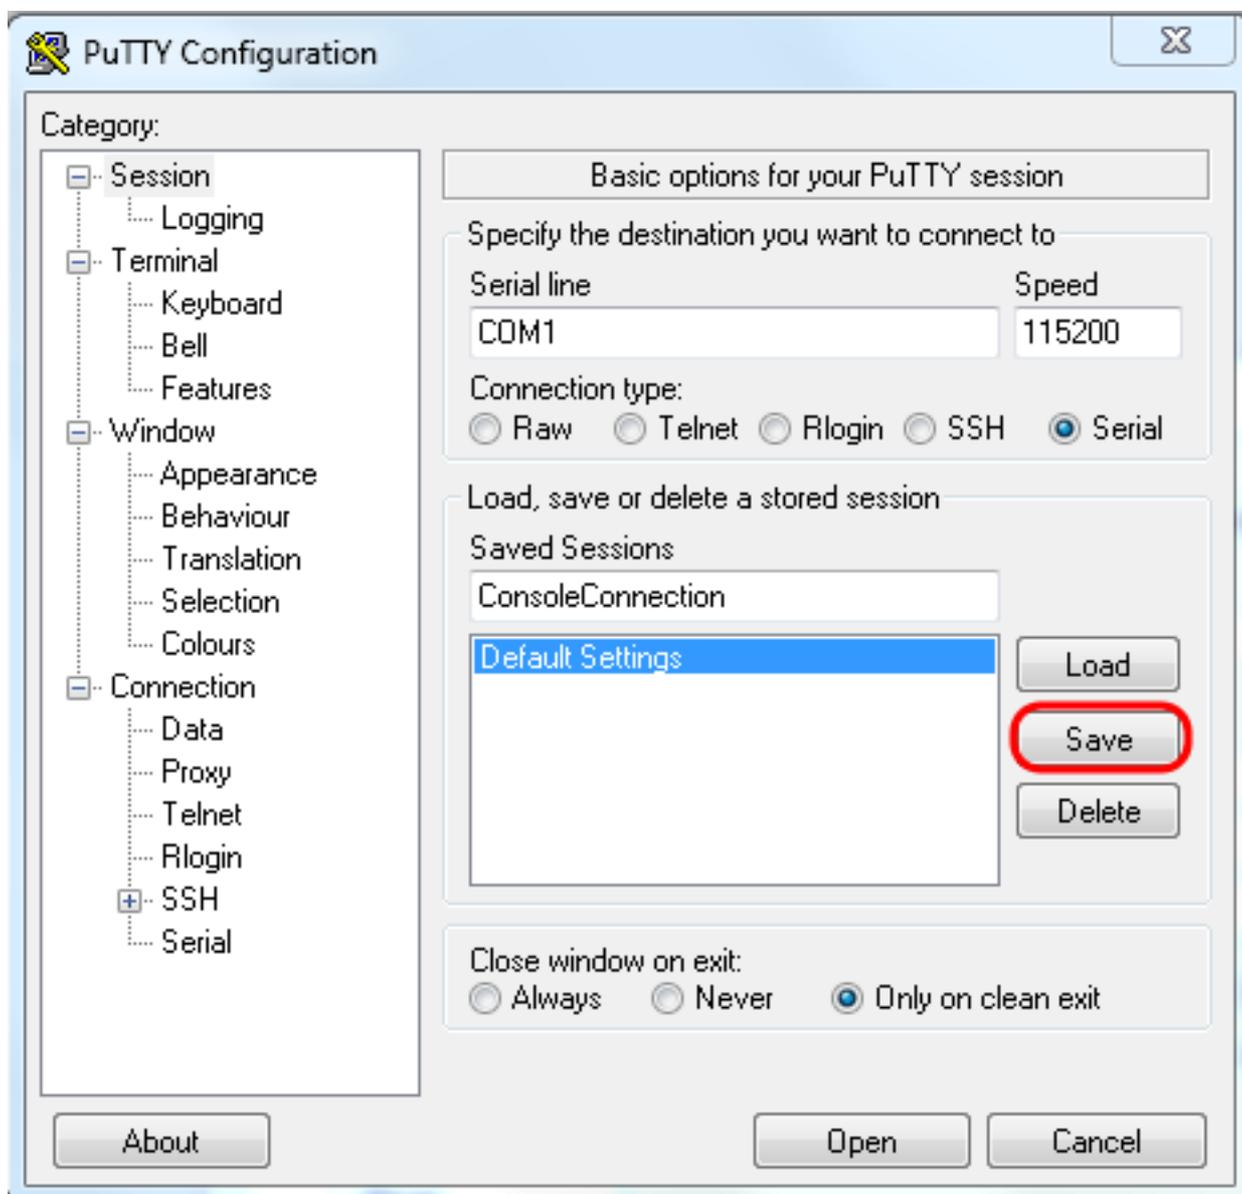 PuTTY Configuration
Category:
Session
Logging
Terminal
Keyboard
Bell
Features
Window
Appearance
Behaviour
Translation
Selection
Colours
Connection
Data
Proxy
Telnet
Rlogin
SSH
Serial
Basic options for your PuTTY session
Specify the destination you want to connect to
Serial line Speed
COM1 115200
Connection type:
Raw Telnet Rlogin SSH Serial
Load, save or delete a stored session
Saved Sessions
ConsoleConnection
Default Settings
Load
Save
Delete
Close window on exit:
Always Never Only on clean exit
About Open Cancel